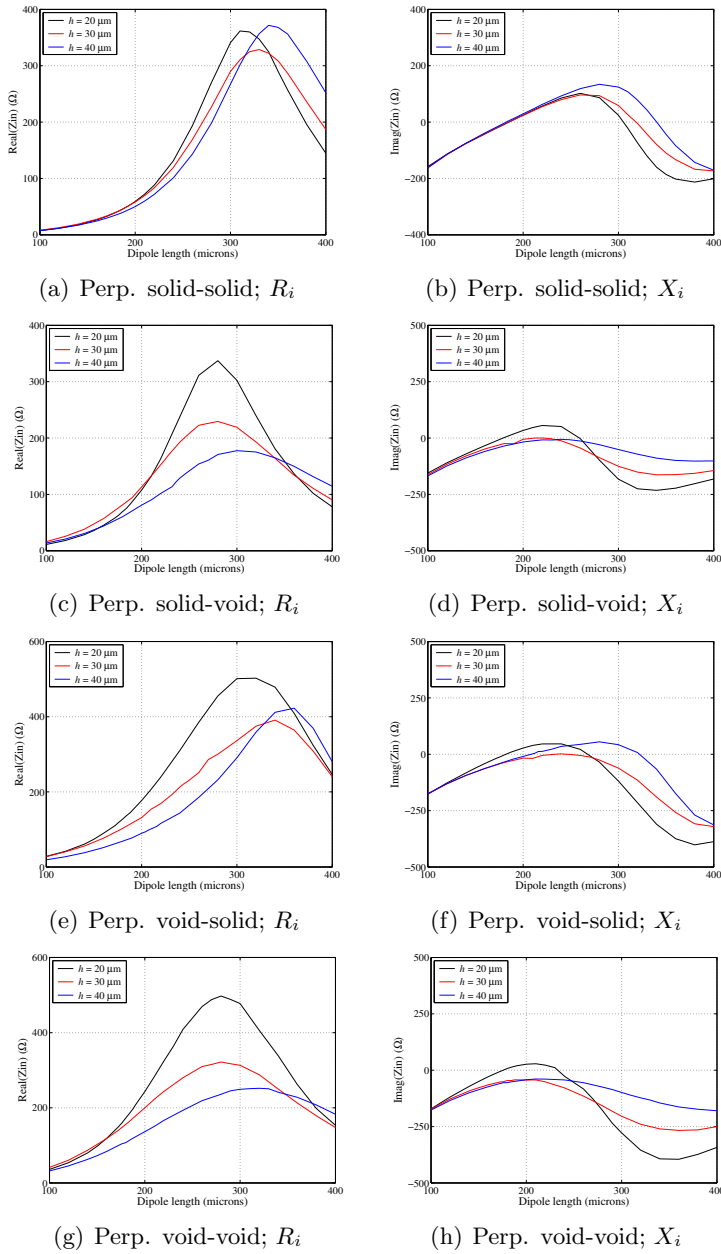 400
300
200
100
0
100
200
300
400
Real(Zin) (Ω)
Dipole length (microns)
h = 20 μm
h = 30 μm
h = 40 μm
400
200
0
−200
−400
100
200
300
400
Imag(Zin) (Ω)
Dipole length (microns)
h = 20 μm
h = 30 μm
h = 40 μm
(a) Perp. solid-solid; Ri
(b) Perp. solid-solid; Xi
400
300
200
100
0
100
200
300
400
Real(Zin) (Ω)
Dipole length (microns)
h = 20 μm
h = 30 μm
h = 40 μm
500
250
0
−250
−500
100
200
300
400
Imag(Zin) (Ω)
Dipole length (microns)
h = 20 μm
h = 30 μm
h = 40 μm
(c) Perp. solid-void; Ri
(d) Perp. solid-void; Xi
600
400
200
0
100
200
300
400
Real(Zin) (Ω)
Dipole length (microns)
h = 20 μm
h = 30 μm
h = 40 μm
500
250
0
−250
−500
100
200
300
400
Imag(Zin) (Ω)
Dipole length (microns)
h = 20 μm
h = 30 μm
h = 40 μm
(e) Perp. void-solid; Ri
(f) Perp. void-solid; Xi
600
400
200
0
100
200
300
400
Real(Zin) (Ω)
Dipole length (microns)
h = 20 μm
h = 30 μm
h = 40 μm
500
250
0
−250
−500
100
200
300
400
Imag(Zin) (Ω)
Dipole length (microns)
h = 20 μm
h = 30 μm
h = 40 μm
(g) Perp. void-void; Ri
(h) Perp. void-void; Xi